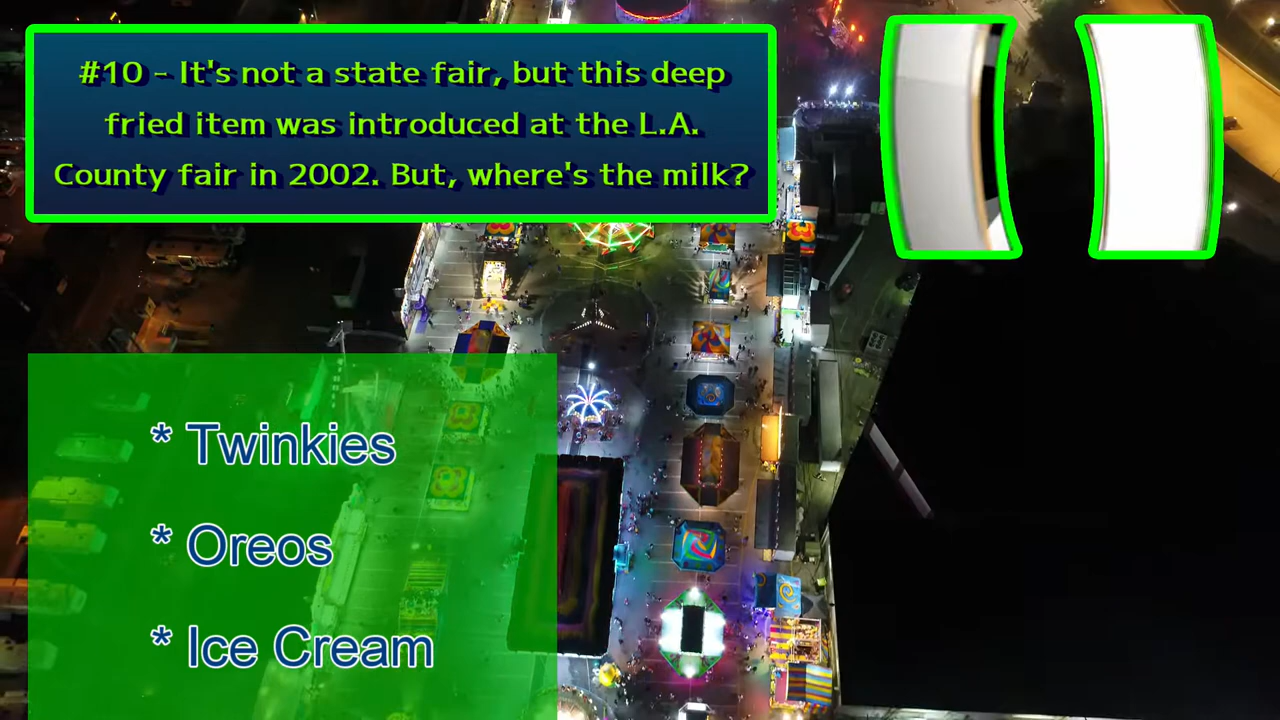 #10 - It's not a state fair, but this deep
fried item was introduced at the L.A.
County fair in 2002. But, where's the milk?
* Twinkies
* Oreos
* Ice Cream